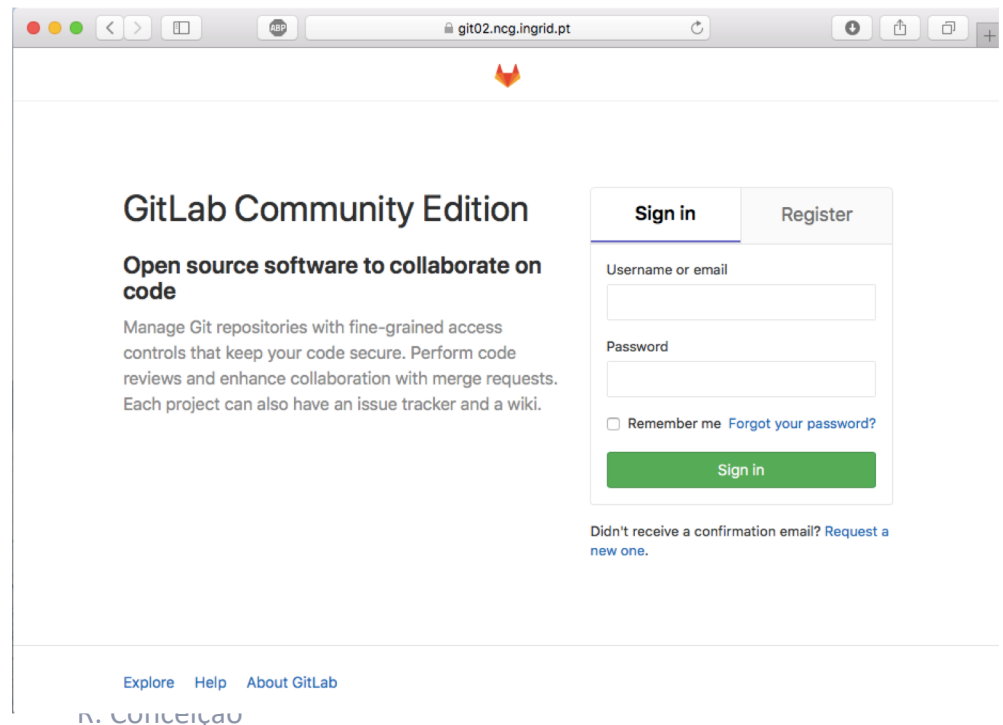 ABP
git02.ncg.ingrid.pt
GitLab Community Edition
Open source software to collaborate on
code
Manage Git repositories with fine-grained access
controls that keep your code secure. Perform code
reviews and enhance collaboration with merge requests.
Each project can also have an issue tracker and a wiki.
Sign in
Register
Username or email
Password
Remember me Forgot your password?
Sign in
Didn't receive a confirmation email? Request a
new one.
Explore Help About GitLab
R. Conceição